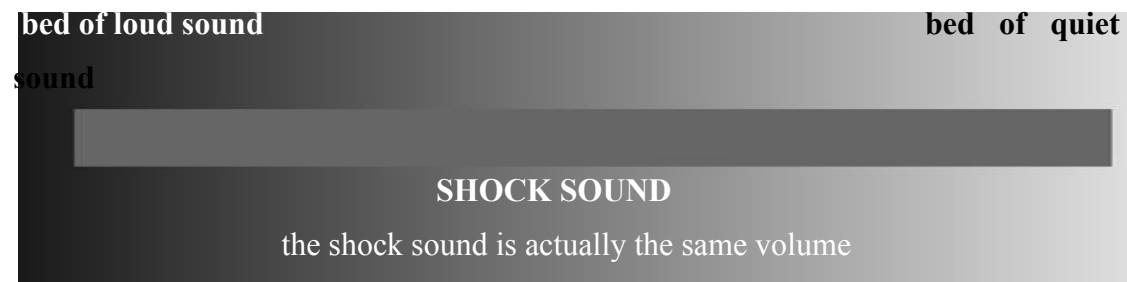 bed of loud sound bed of quiet
sound
SHOCK SOUND
the shock sound is actually the same volume